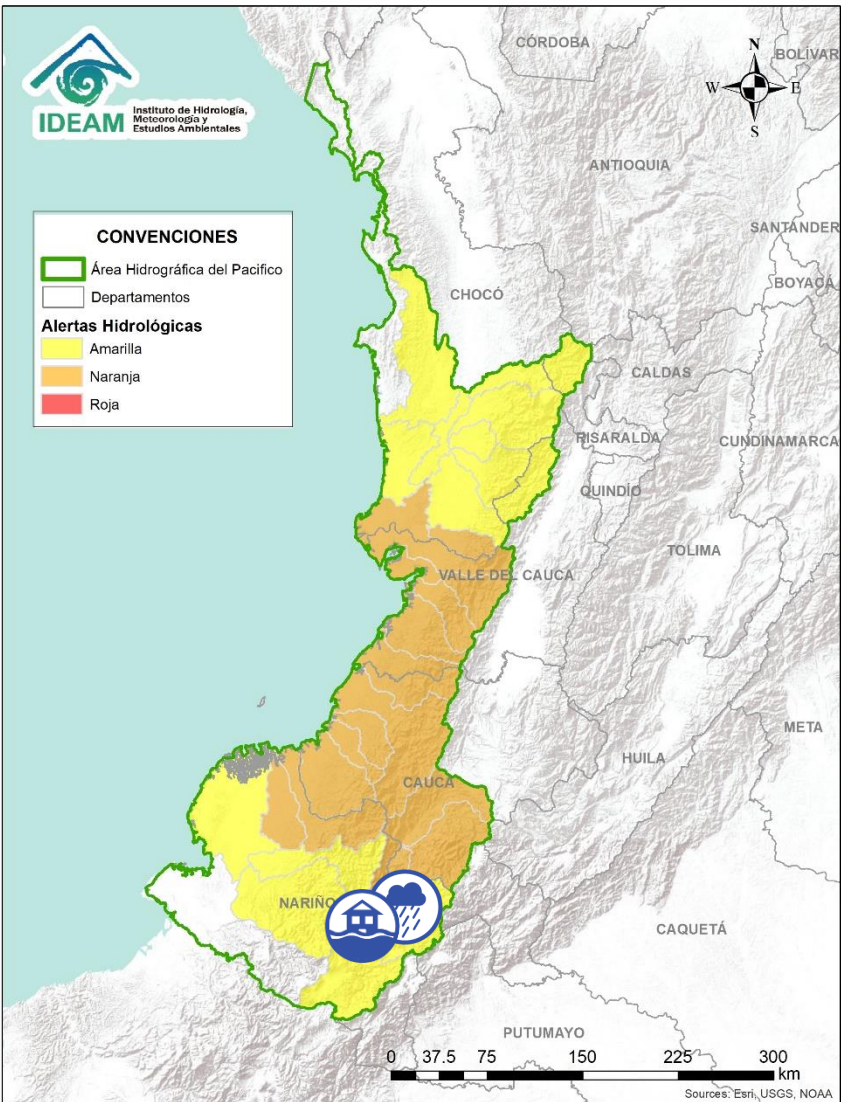 IDEAM
Instituto de Hidrología,
Meteorología y
Estudios Ambientales
CÓRDOBA
N
BOLÍVAR
W
E
S
ANTIOQUIA
SANTANDER
CONVENCIONES
Área Hidrográfica del Pacifico
Departamentos
Alertas Hidrológicas
Amarilla
Naranja
Roja
BOYACÁ
CHOCÓ
CALDAS
RISARALDA
CUNDINAMARCA
QUINDÍO
TOLIMA
VALLE DEL CAUCA
META
HUILA
CAUCA
NARIÑO
CAQUETÁ
PUTUMAYO
0 37.5 75 150 225 300
km
Sources: Esri, USGS, NOAA